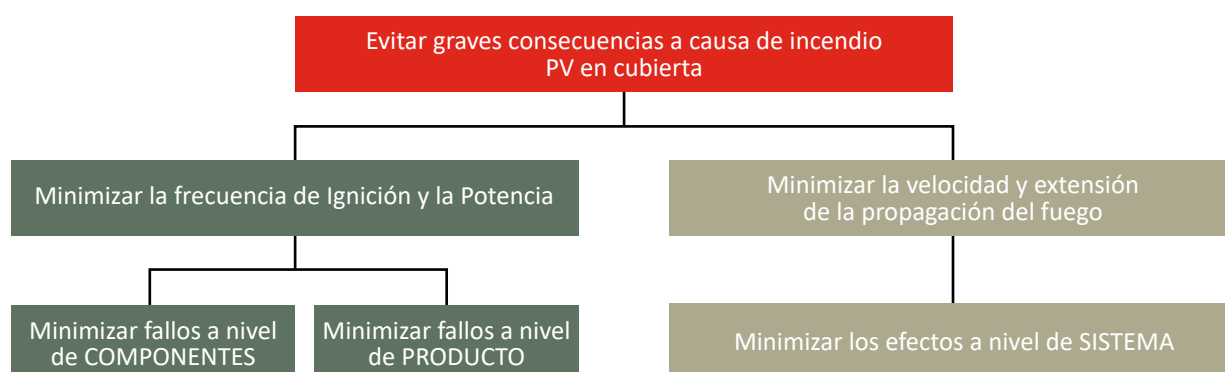 Evitar graves consecuencias a causa de incendio
PV en cubierta
Minimizar la frecuencia de Ignición y la Potencia
Minimizar la velocidad y extensión
de la propagación del fuego
Minimizar fallos a nivel
de COMPONENTES
Minimizar fallos a nivel
de PRODUCTO
Minimizar los efectos a nivel de SISTEMA